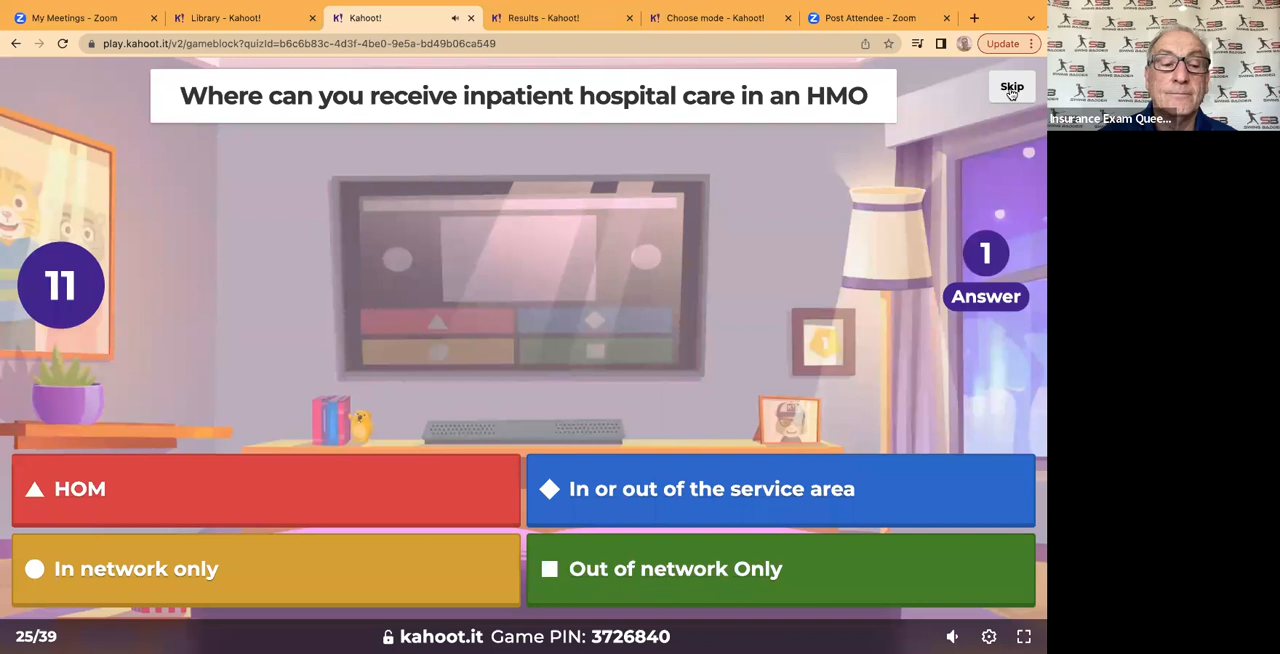 My Meetings - Zoom
Library - Kahoot!
Kahoot!
Results - Kahoot!
Choose mode - Kahoot!
Post Attendee - Zoom
play.kahoot.it/v2/gameblock?quizId=b6c6b83c-4d3f-4be0-9e5a-bd49b06ca549
Update
Where can you receive inpatient hospital care in an HMO
Skip
Insurance Exam Quee...
11
1
Answer
HOM
In or out of the service area
In network only
Out of network Only
25/39
kahoot.it Game PIN: 3726840